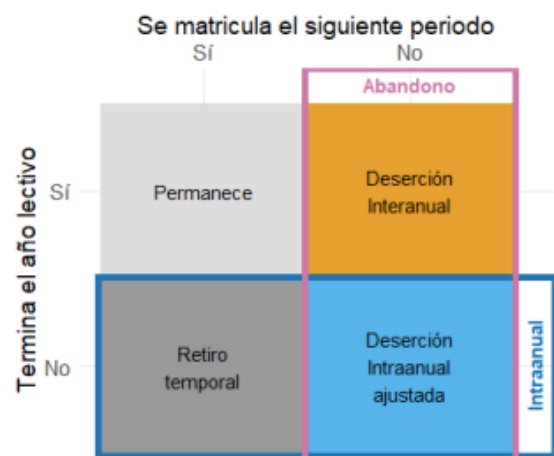 Se matricula el siguiente periodo
Sí
No
Abandono
Termina el año lectivo
Sí
Permanece
Deserción
Interanual
No
Retiro
temporal
Deserción
Intraanual
ajustada
Intraanual